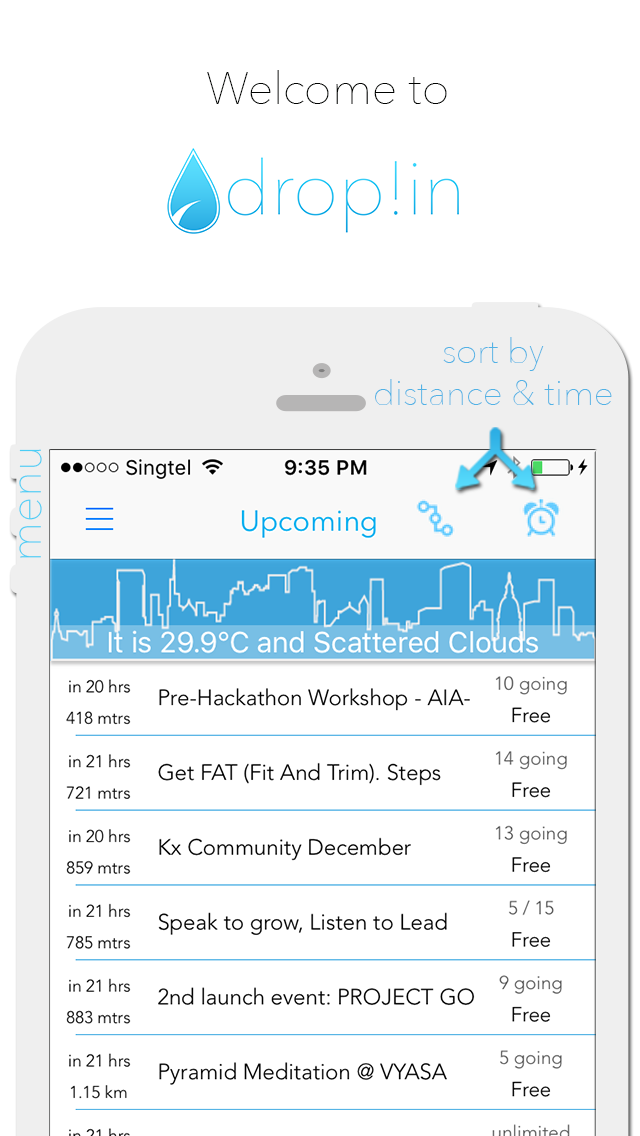 Welcome to
drop!in
sort by
distance & time
menu
Singtel 9:35 PM
Upcoming
It is 29.9°C and Scattered Clouds
in 20 hrs
418 mtrs
Pre-Hackathon Workshop - AIA-
10 going
Free
in 21 hrs
721 mtrs
Get FAT (Fit And Trim). Steps
14 going
Free
in 20 hrs
859 mtrs
Kx Community December
13 going
Free
in 21 hrs
785 mtrs
Speak to grow, Listen to Lead
5 / 15
Free
in 21 hrs
883 mtrs
2nd launch event: PROJECT GO
9 going
Free
in 21 hrs
1.15 km
Pyramid Meditation @ VYASA
5 going
Free
in 21 hrs
unlimited